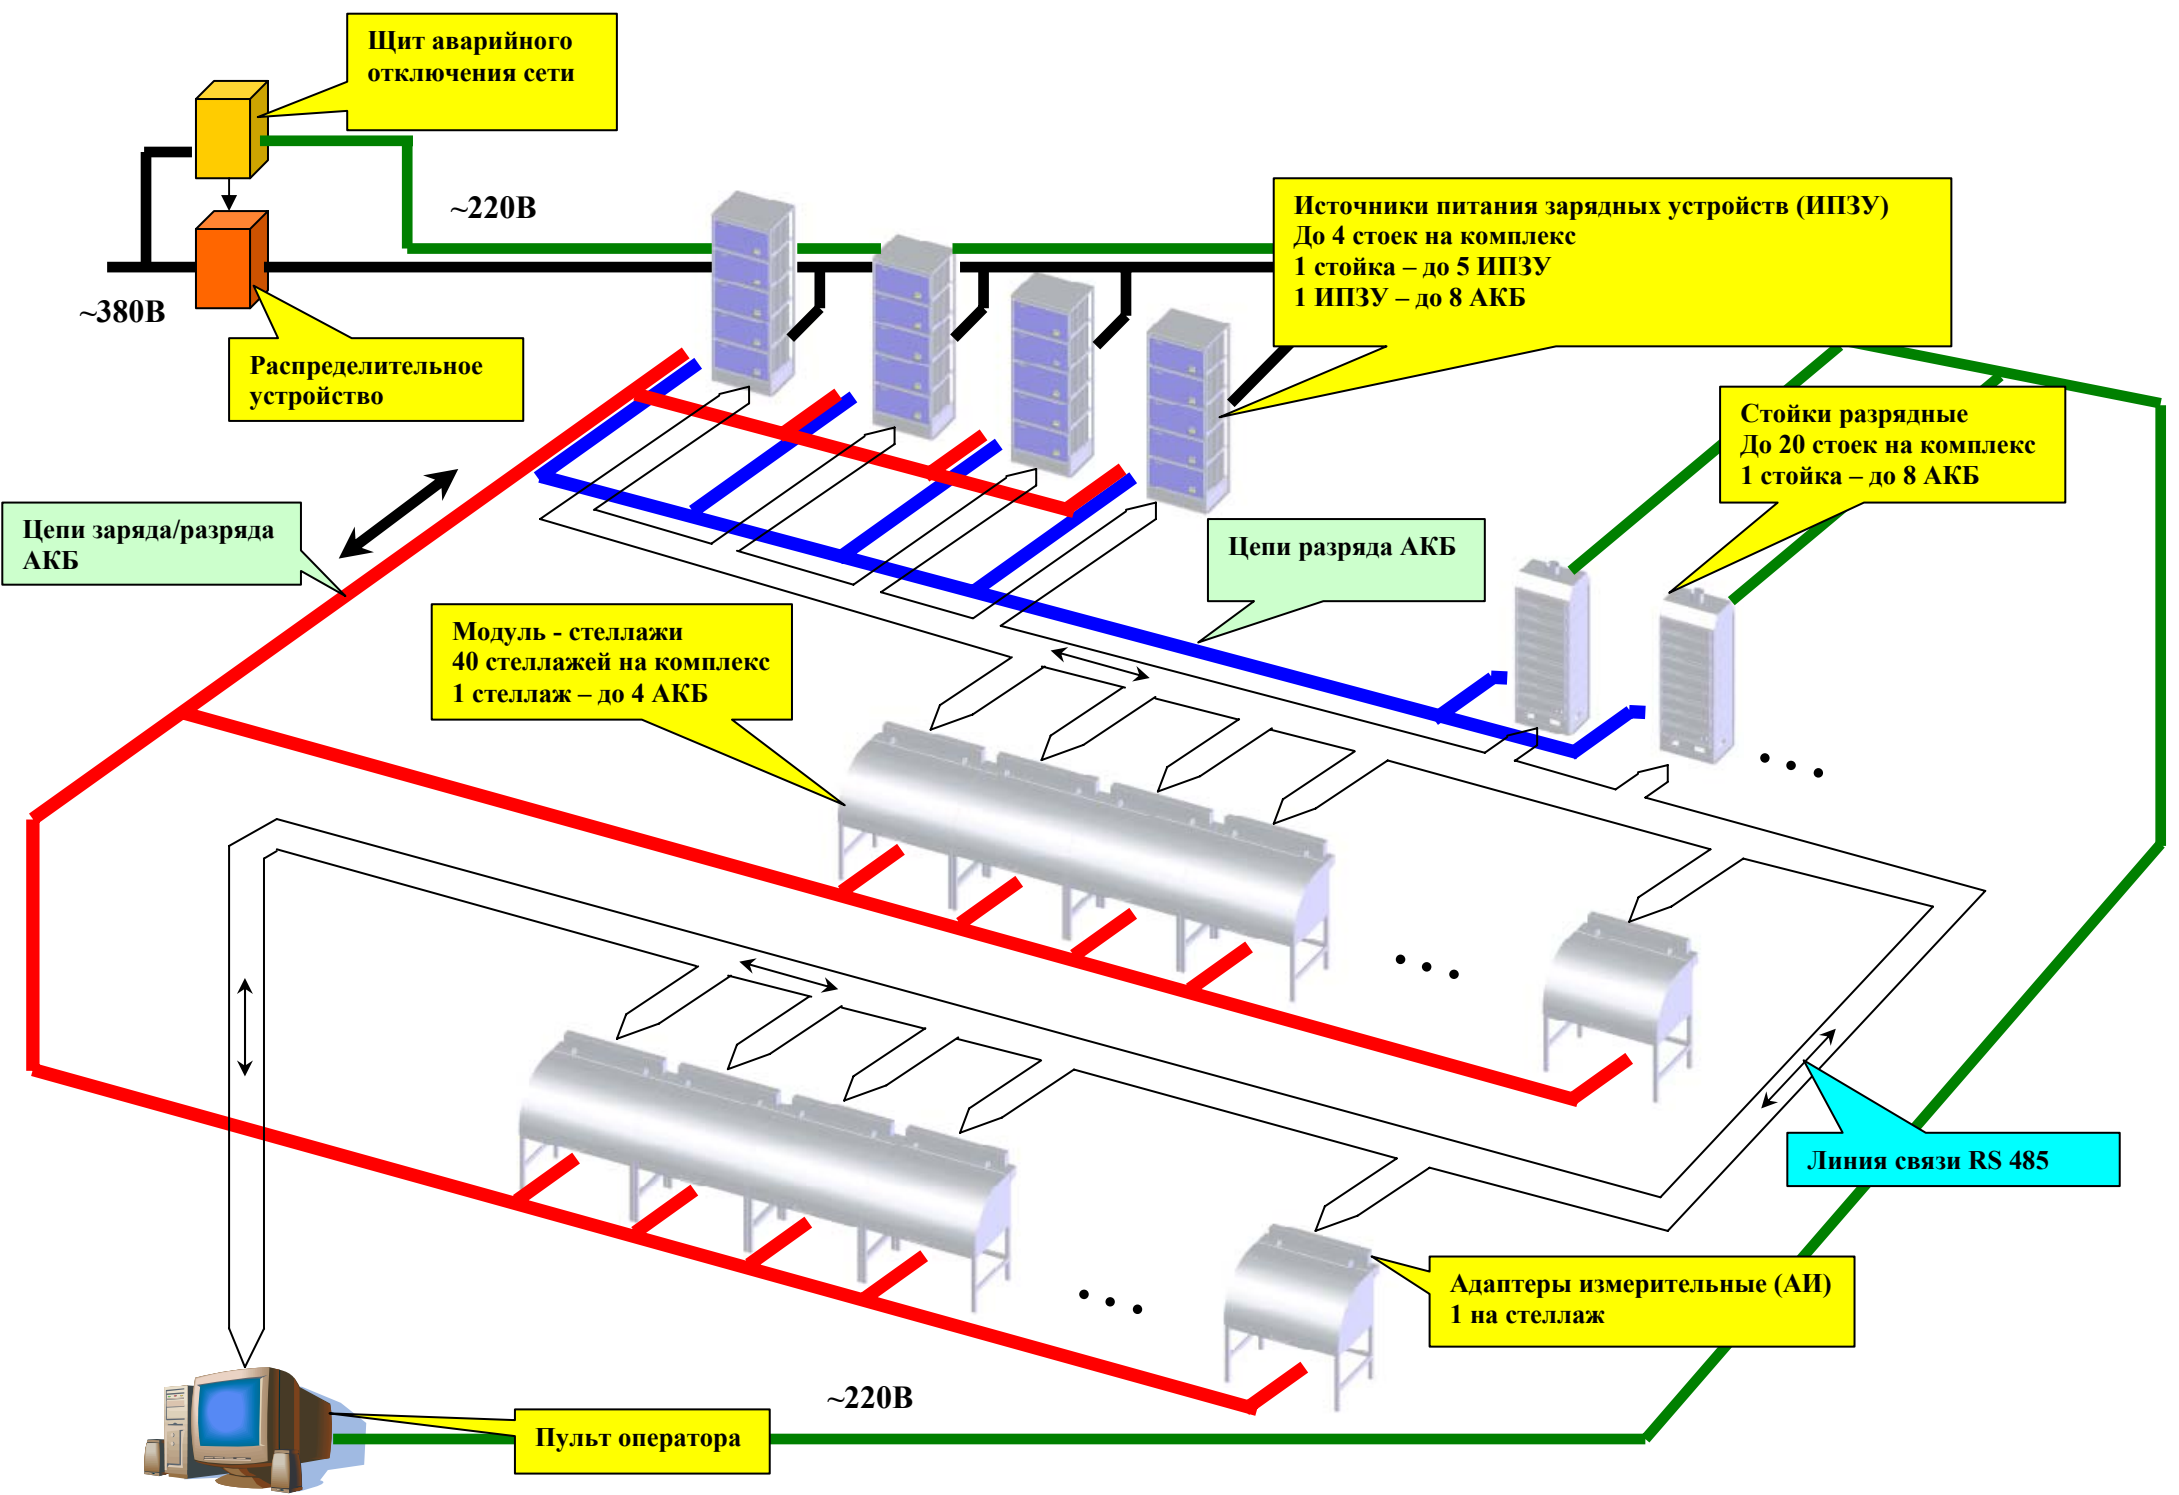 Щит аварийного
отключения сети
~220В
Источники питания зарядных устройств (ИПЗУ)
До 4 стоек на комплекс
1 стойка – до 5 ИПЗУ
1 ИПЗУ – до 8 АКБ
~380В
Распределительное
устройство
Стойки разрядные
До 20 стоек на комплекс
1 стойка – до 8 АКБ
Цепи заряда/разряда
АКБ
Цепи разряда АКБ
Модуль - стеллажи
40 стеллажей на комплекс
1 стеллаж – до 4 АКБ
Линия связи RS 485
Адаптеры измерительные (АИ)
1 на стеллаж
~220В
Пульт оператора